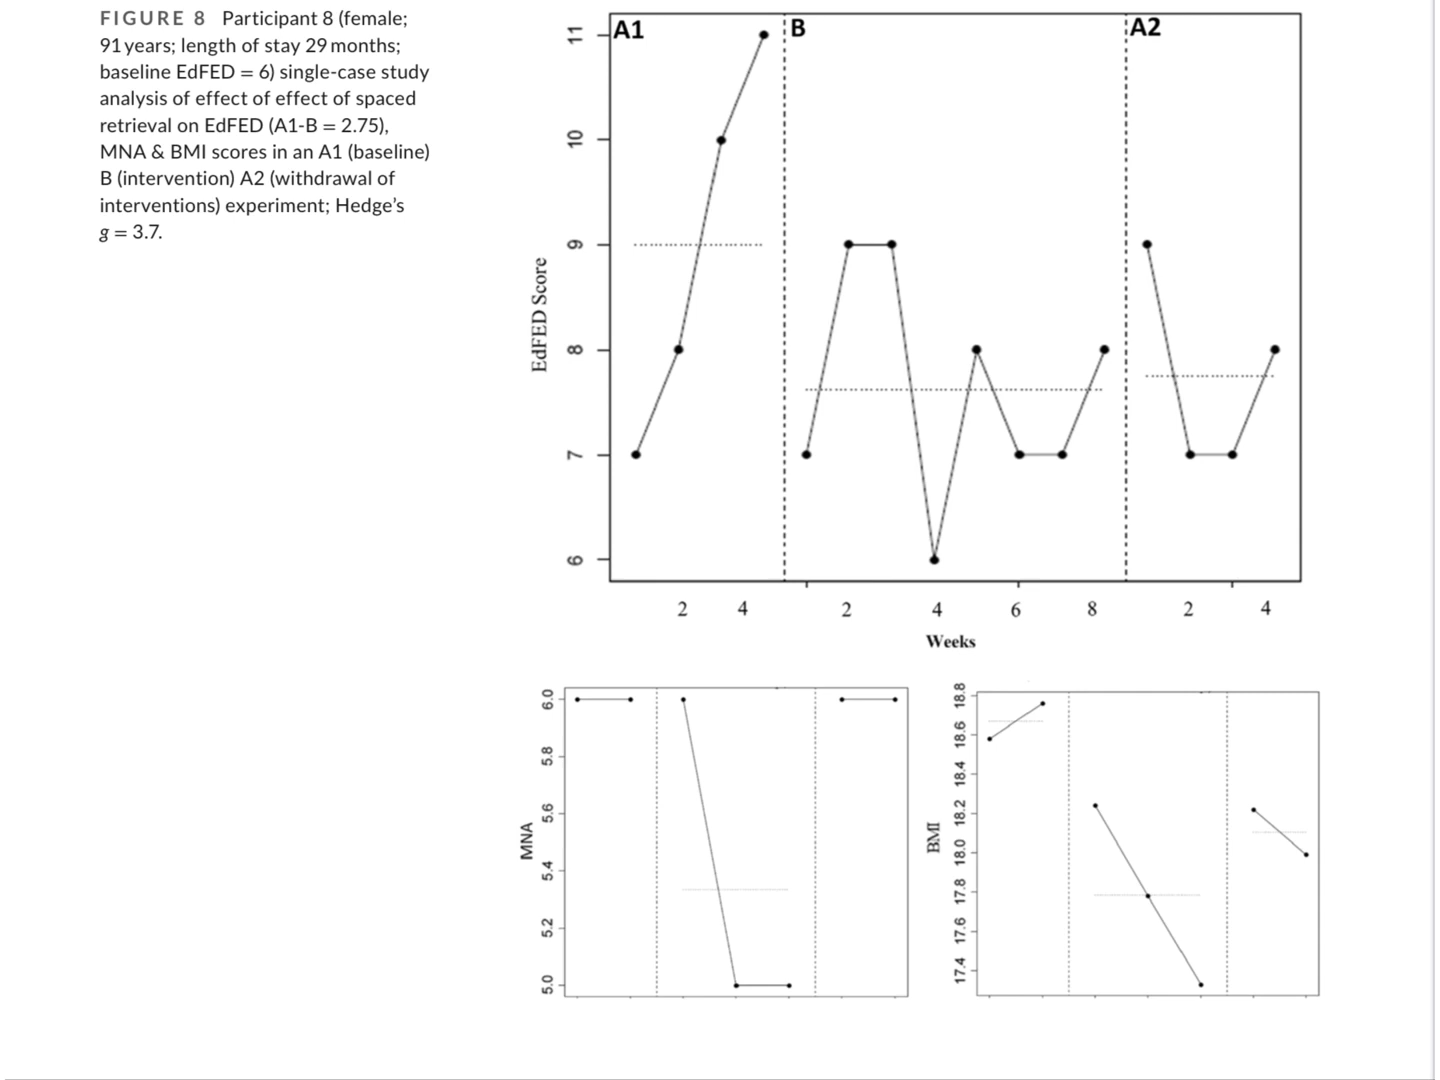 FIGURE 8 Participant 8 (female;
91 years; length of stay 29 months;
baseline EdFED = 6) single-case study
analysis of effect of effect of spaced
retrieval on EdFED (A1-B = 2.75),
MNA & BMI scores in an A1 (baseline)
B (intervention) A2 (withdrawal of
interventions) experiment; Hedge's
g = 3.7.
A1 B A2
EdFED Score
11
10
9
8
7
6
2 4 2 4 6 8 2 4
Weeks
MNA
6.0
5.8
5.6
5.4
5.2
5.0
BMI
18.8
18.6
18.4
18.2
18.0
17.8
17.6
17.4